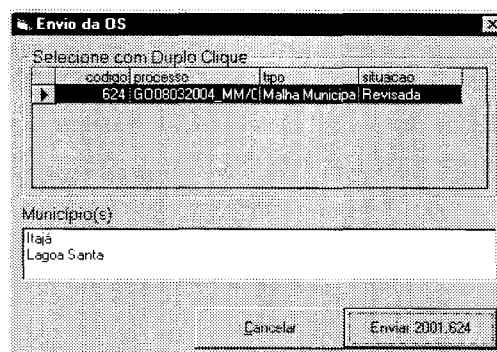 Envio da OS
Selecione com Duplo Clique
codigo processo tipo situacao
624 GO08032004_MM/C Malha Municipa Revisada
Município(s)
Itajá
Lagoa Santa
Cancelar Enviar 2001.624